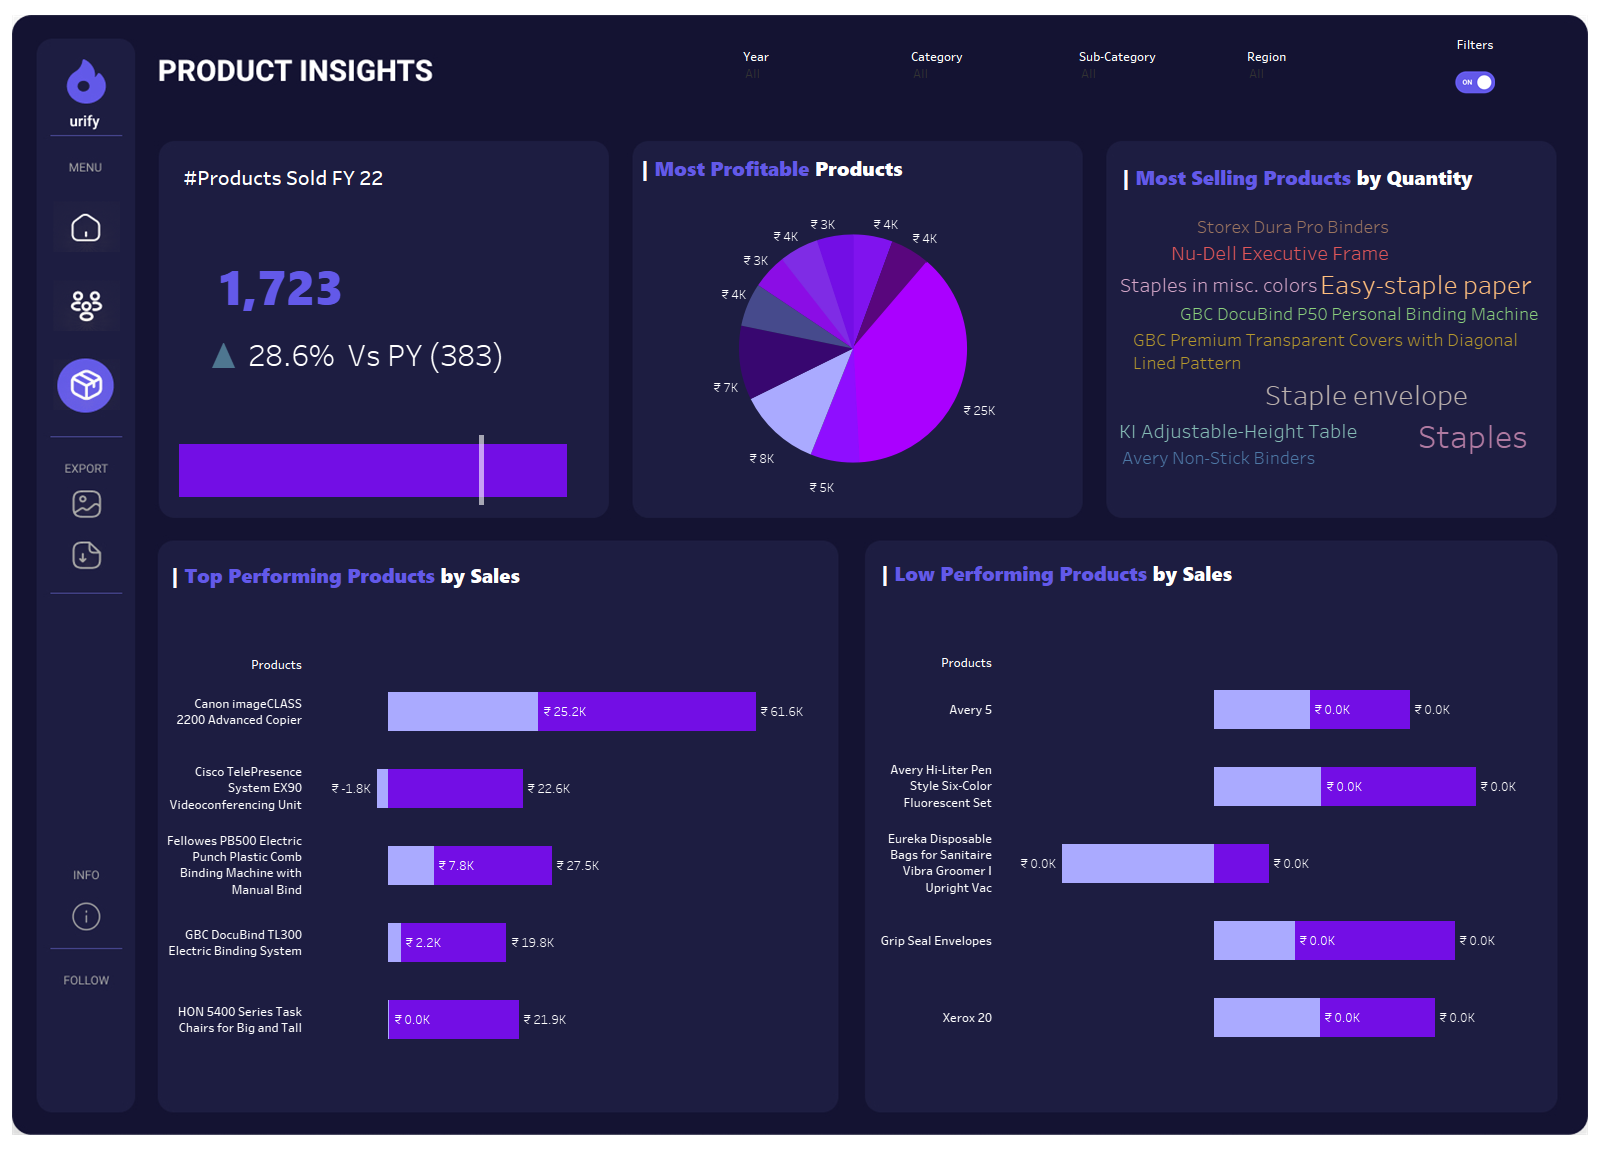 urify
MENU
EXPORT
INFO
FOLLOW
PRODUCT INSIGHTS
Year
All
Category
All
Sub-Category
All
Region
All
Filters
ON
#Products Sold FY 22
1,723
▲ 28.6% Vs PY (383)
| Most Profitable Products
₹ 3K
₹ 4K
₹ 4K
₹ 4K
₹ 3K
₹ 4K
₹ 7K
₹ 25K
₹ 8K
₹ 5K
| Most Selling Products by Quantity
Storex Dura Pro Binders
Nu-Dell Executive Frame
Staples in misc. colors Easy-staple paper
GBC DocuBind P50 Personal Binding Machine
GBC Premium Transparent Covers with Diagonal
Lined Pattern
Staple envelope
KI Adjustable-Height Table Staples
Avery Non-Stick Binders
| Top Performing Products by Sales
Products
Canon imageCLASS
2200 Advanced Copier
₹ 25.2K
₹ 61.6K
Cisco TelePresence
System EX90
Videoconferencing Unit
₹ -1.8K
₹ 22.6K
Fellowes PB500 Electric
Punch Plastic Comb
Binding Machine with
Manual Bind
₹ 7.8K
₹ 27.5K
GBC DocuBind TL300
Electric Binding System
₹ 2.2K
₹ 19.8K
HON 5400 Series Task
Chairs for Big and Tall
₹ 0.0K
₹ 21.9K
| Low Performing Products by Sales
Products
Avery 5
₹ 0.0K
₹ 0.0K
Avery Hi-Liter Pen
Style Six-Color
Fluorescent Set
₹ 0.0K
₹ 0.0K
Eureka Disposable
Bags for Sanitaire
Vibra Groomer I
Upright Vac
₹ 0.0K
₹ 0.0K
Grip Seal Envelopes
₹ 0.0K
₹ 0.0K
Xerox 20
₹ 0.0K
₹ 0.0K